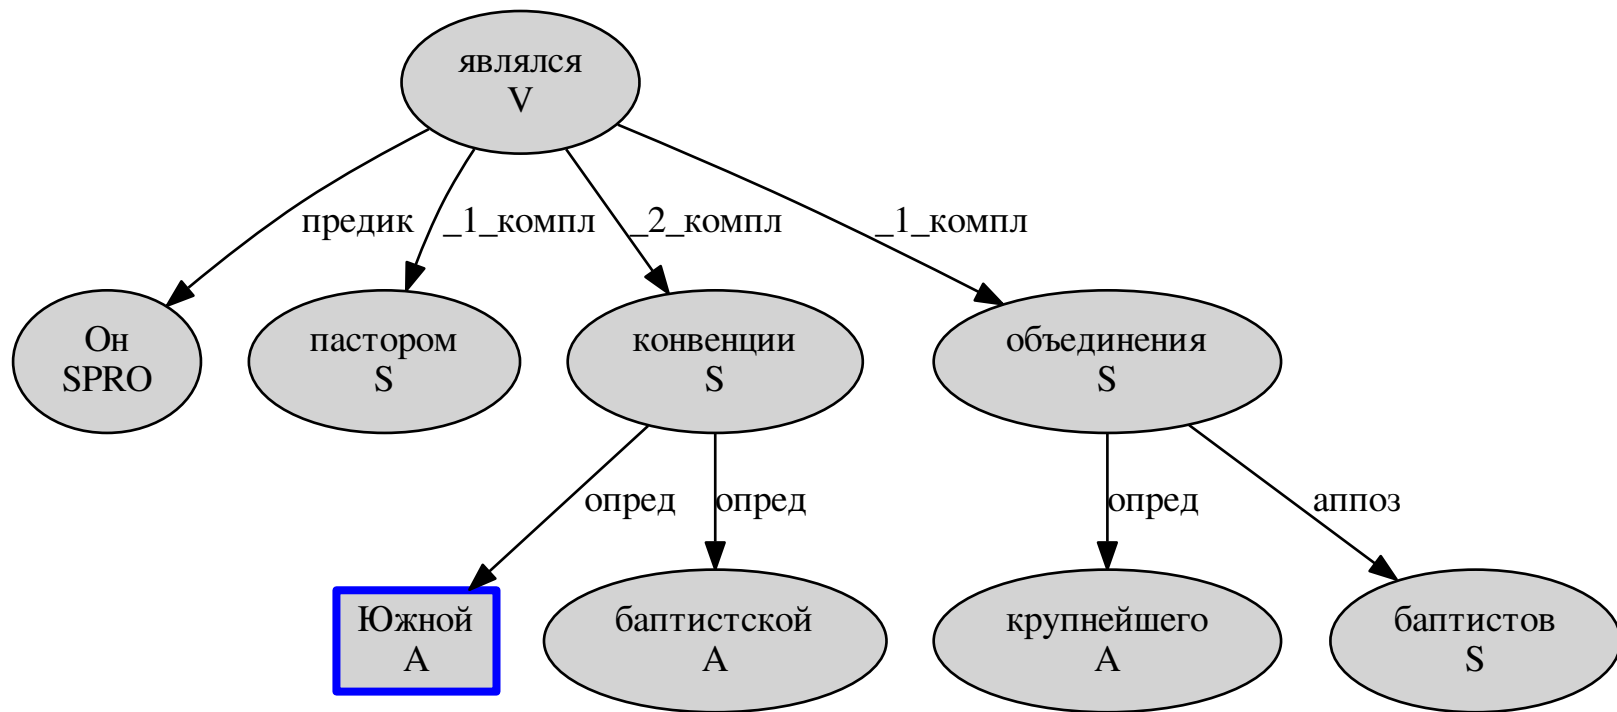 являлся
V
предик
_1_компл
_2_компл
_1_компл
Он
SPRO
пастором
S
конвенции
S
объединения
S
опред
опред
опред
аппоз
Южной
A
баптистской
A
крупнейшего
A
баптистов
S